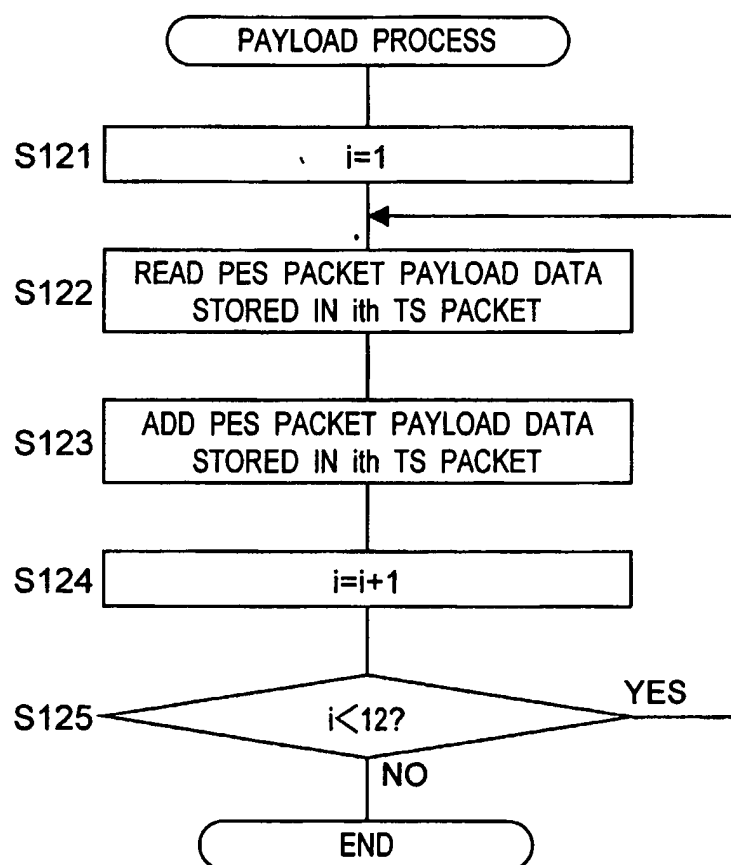 PAYLOAD PROCESS
S121
i=1
S122
READ PES PACKET PAYLOAD DATA
STORED IN ith TS PACKET
S123
ADD PES PACKET PAYLOAD DATA
STORED IN ith TS PACKET
S124
i=i+1
S125
i<12?
YES
NO
END